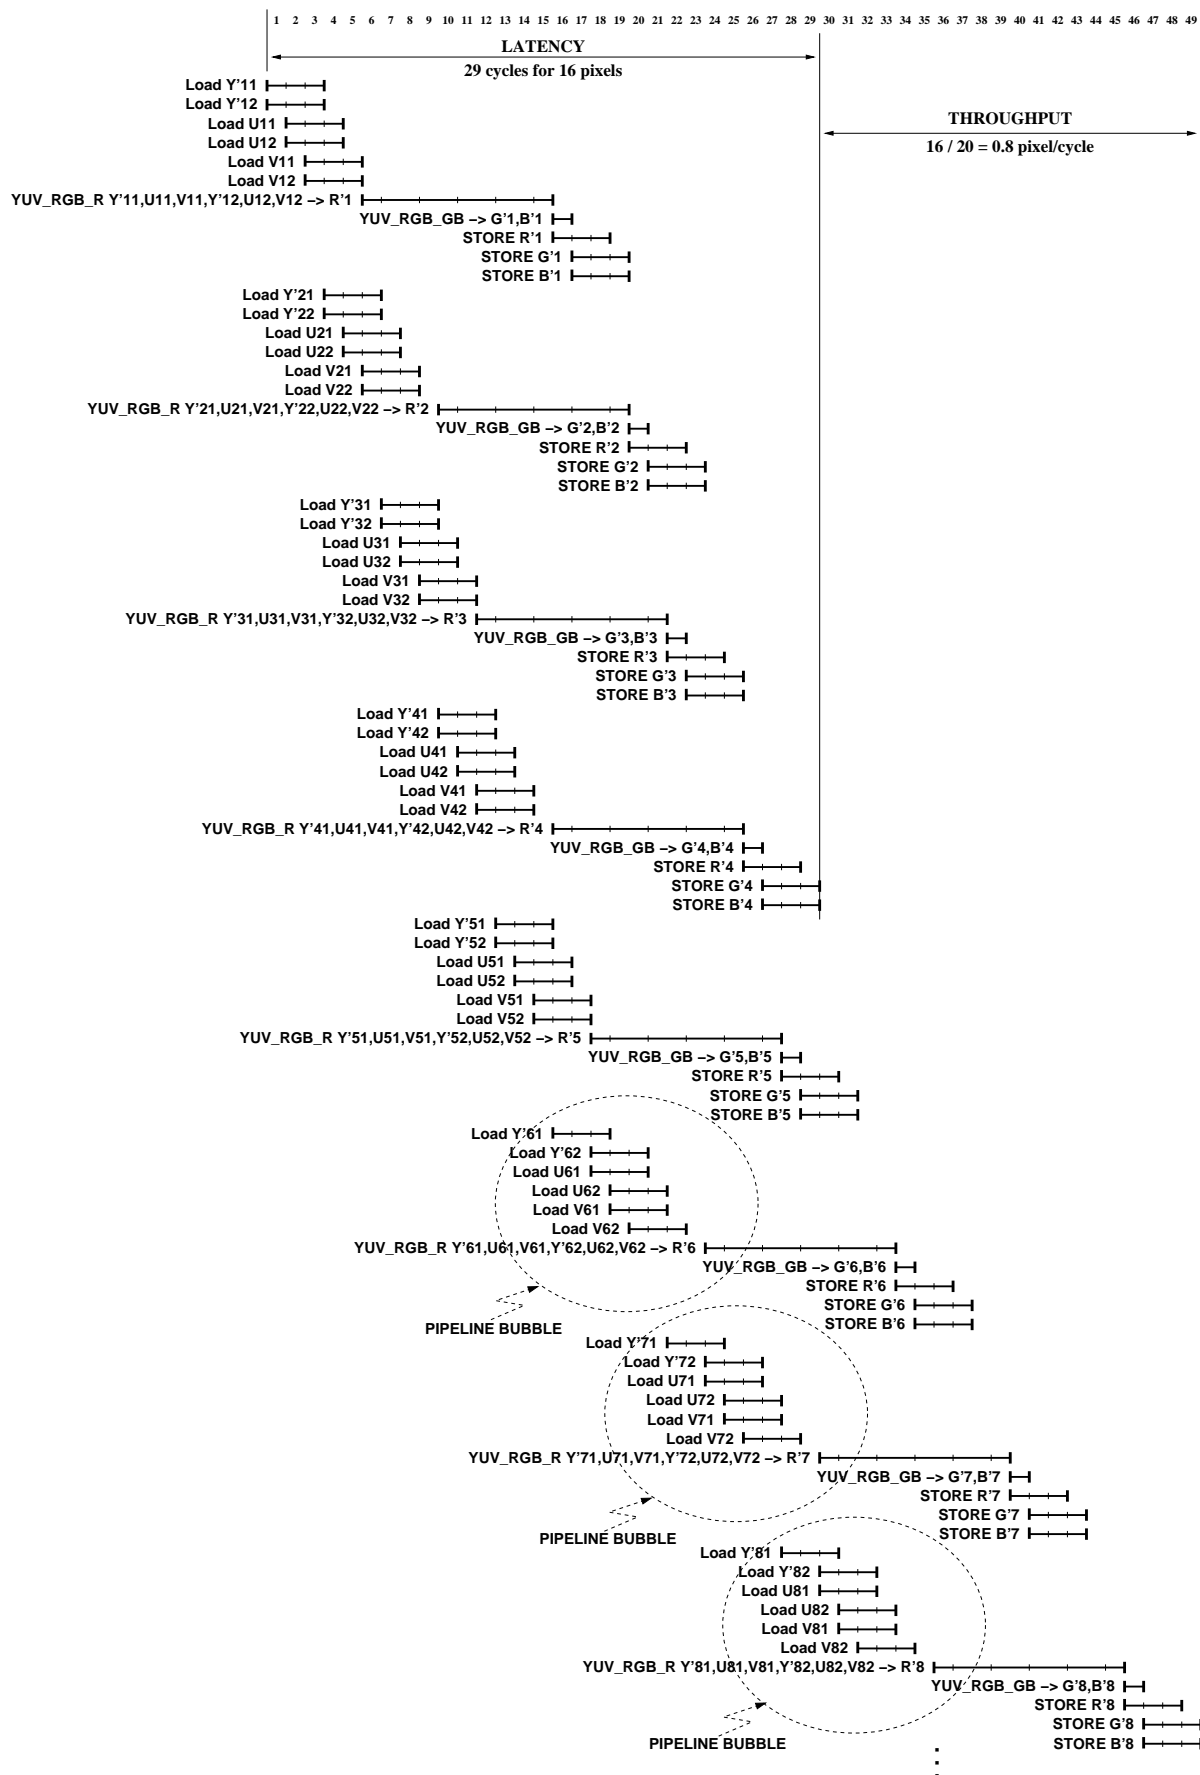 1 2 3 4 5 6 7 8 9 10 11 12 13 14 15 16 17 18 19 20 21 22 23 24 25 26 27 28 29 30 31 32 33 34 35 36 37 38 39 40 41 42 43 44 45 46 47 48 49
LATENCY
29 cycles for 16 pixels
THROUGHPUT
16 / 20 = 0.8 pixel/cycle
Load Y'11
Load Y'12
Load U11
Load U12
Load V11
Load V12
YUV_RGB_R Y'11,U11,V11,Y'12,U12,V12 –> R'1
YUV_RGB_GB –> G'1,B'1
STORE R'1
STORE G'1
STORE B'1
Load Y'21
Load Y'22
Load U21
Load U22
Load V21
Load V22
YUV_RGB_R Y'21,U21,V21,Y'22,U22,V22 –> R'2
YUV_RGB_GB –> G'2,B'2
STORE R'2
STORE G'2
STORE B'2
Load Y'31
Load Y'32
Load U31
Load U32
Load V31
Load V32
YUV_RGB_R Y'31,U31,V31,Y'32,U32,V32 –> R'3
YUV_RGB_GB –> G'3,B'3
STORE R'3
STORE G'3
STORE B'3
Load Y'41
Load Y'42
Load U41
Load U42
Load V41
Load V42
YUV_RGB_R Y'41,U41,V41,Y'42,U42,V42 –> R'4
YUV_RGB_GB –> G'4,B'4
STORE R'4
STORE G'4
STORE B'4
Load Y'51
Load Y'52
Load U51
Load U52
Load V51
Load V52
YUV_RGB_R Y'51,U51,V51,Y'52,U52,V52 –> R'5
YUV_RGB_GB –> G'5,B'5
STORE R'5
STORE G'5
STORE B'5
Load Y'61
Load Y'62
Load U61
Load U62
Load V61
Load V62
YUV_RGB_R Y'61,U61,V61,Y'62,U62,V62 –> R'6
YUV_RGB_GB –> G'6,B'6
STORE R'6
STORE G'6
STORE B'6
PIPELINE BUBBLE
Load Y'71
Load Y'72
Load U71
Load U72
Load V71
Load V72
YUV_RGB_R Y'71,U71,V71,Y'72,U72,V72 –> R'7
YUV_RGB_GB –> G'7,B'7
STORE R'7
STORE G'7
STORE B'7
PIPELINE BUBBLE
Load Y'81
Load Y'82
Load U81
Load U82
Load V81
Load V82
YUV_RGB_R Y'81,U81,V81,Y'82,U82,V82 –> R'8
YUV_RGB_GB –> G'8,B'8
STORE R'8
STORE G'8
STORE B'8
PIPELINE BUBBLE